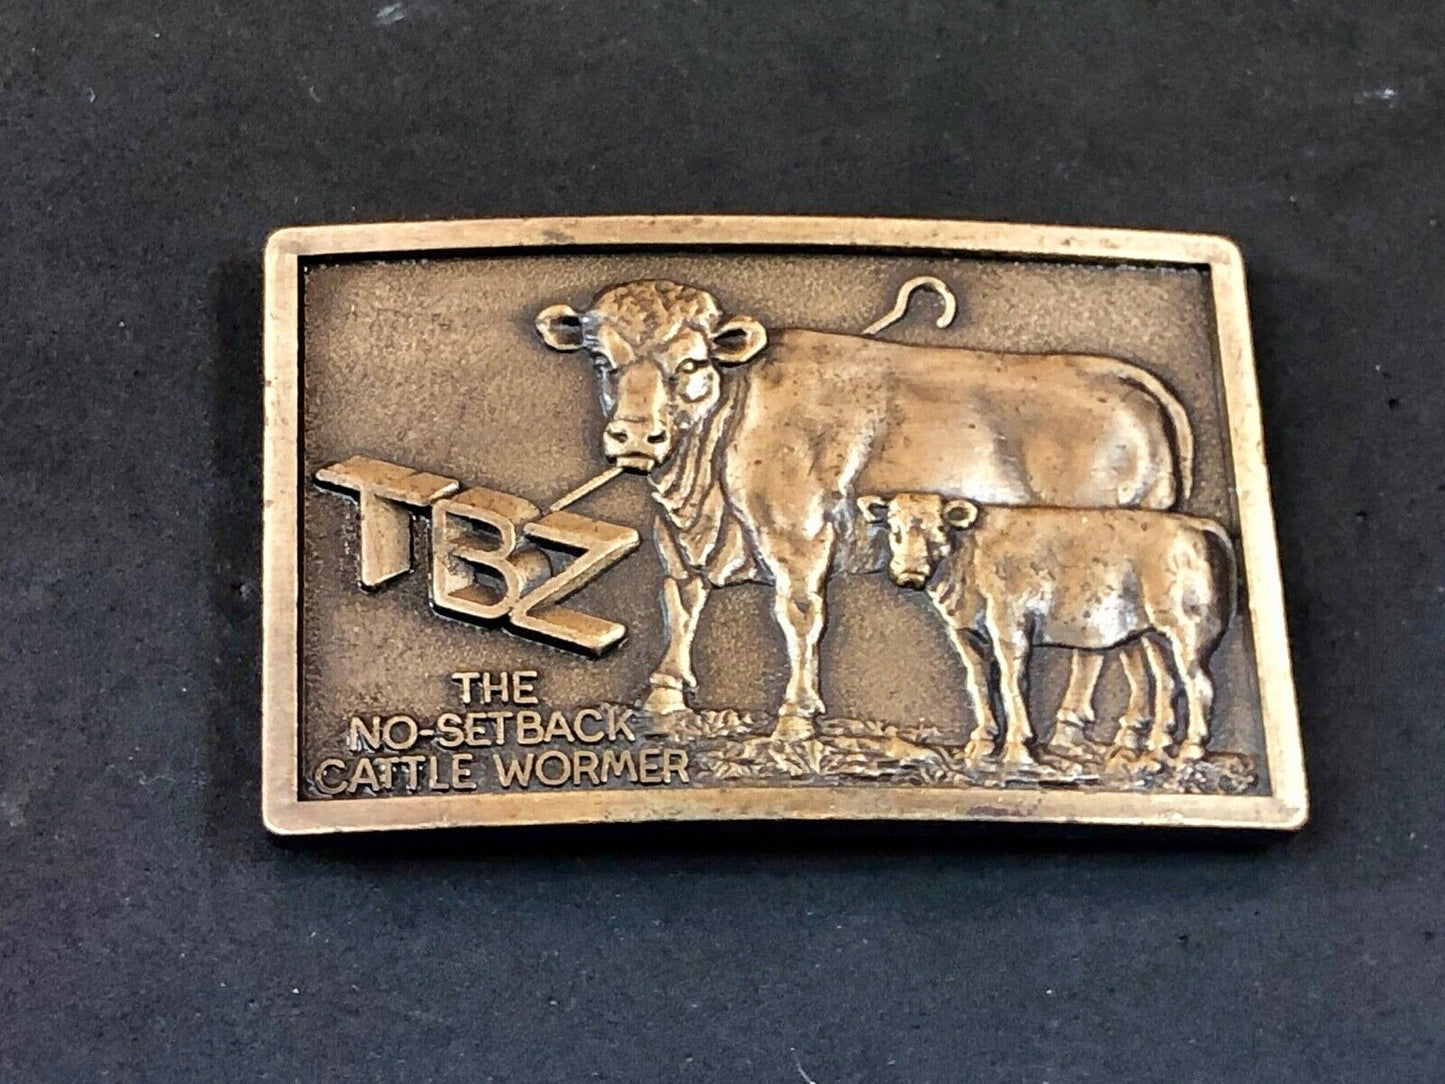 TBZ
THE
NO-SETBACK
CATTLE WORMER